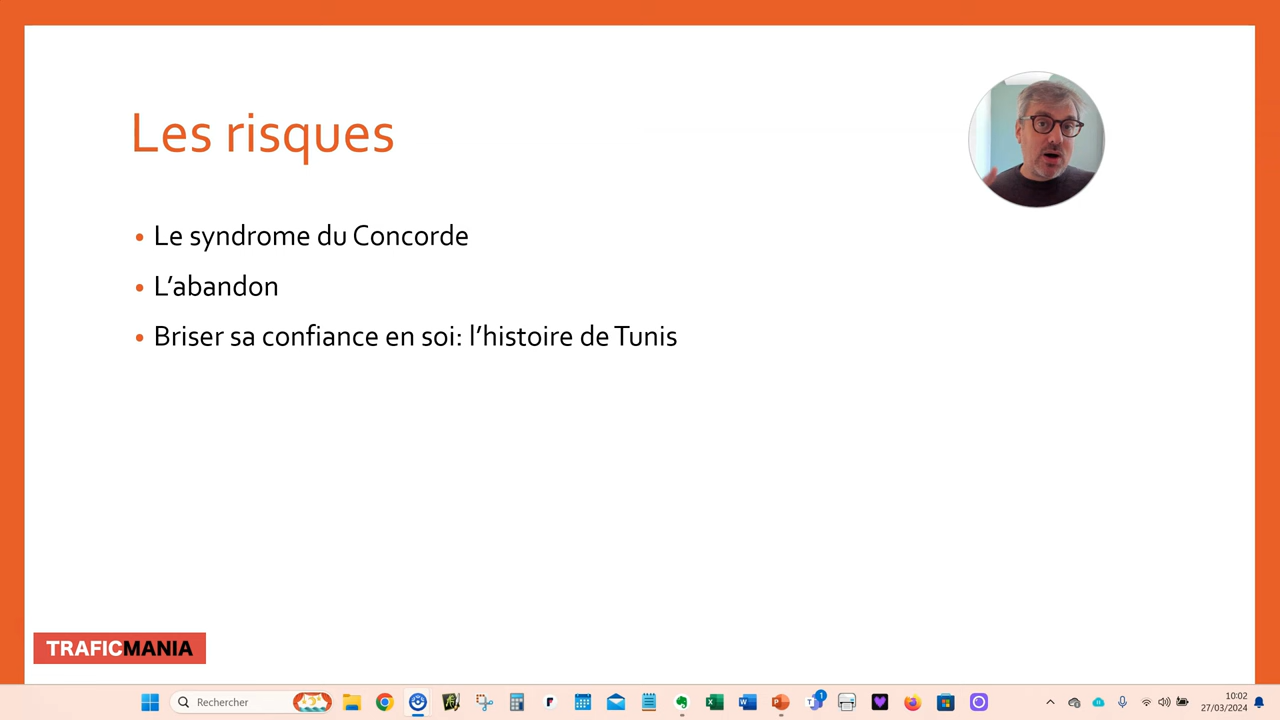 Les risques
• Le syndrome du Concorde
• L’abandon
• Briser sa confiance en soi: l’histoire de Tunis
TRAFICMANIA
Rechercher
1
10:02
27/03/2024